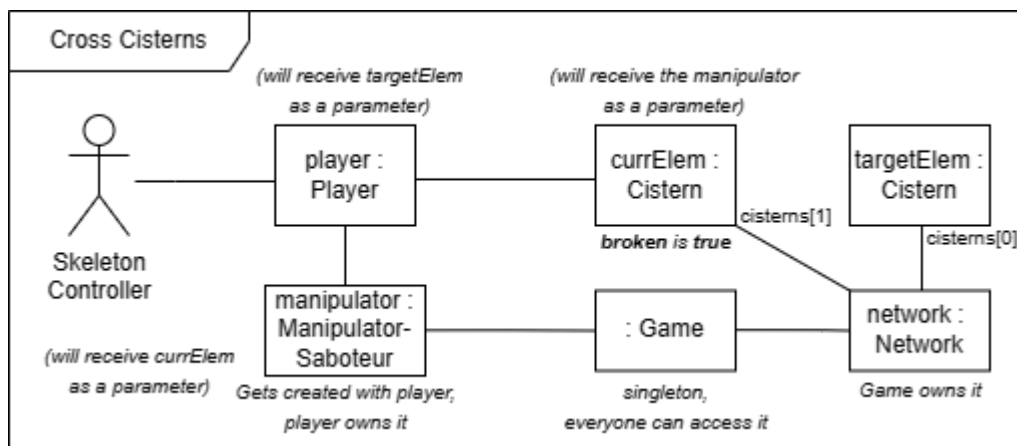 Cross Cisterns
(will receive targetElem
as a parameter)
(will receive the manipulator
as a parameter)
player :
Player
currElem :
Cistern
targetElem :
Cistern
cisterns[1]
cisterns[0]
broken is true
Skeleton
Controller
manipulator :
Manipulator-
Saboteur
: Game
network :
Network
(will receive currElem
as a parameter)
Gets created with player,
player owns it
singleton,
everyone can access it
Game owns it